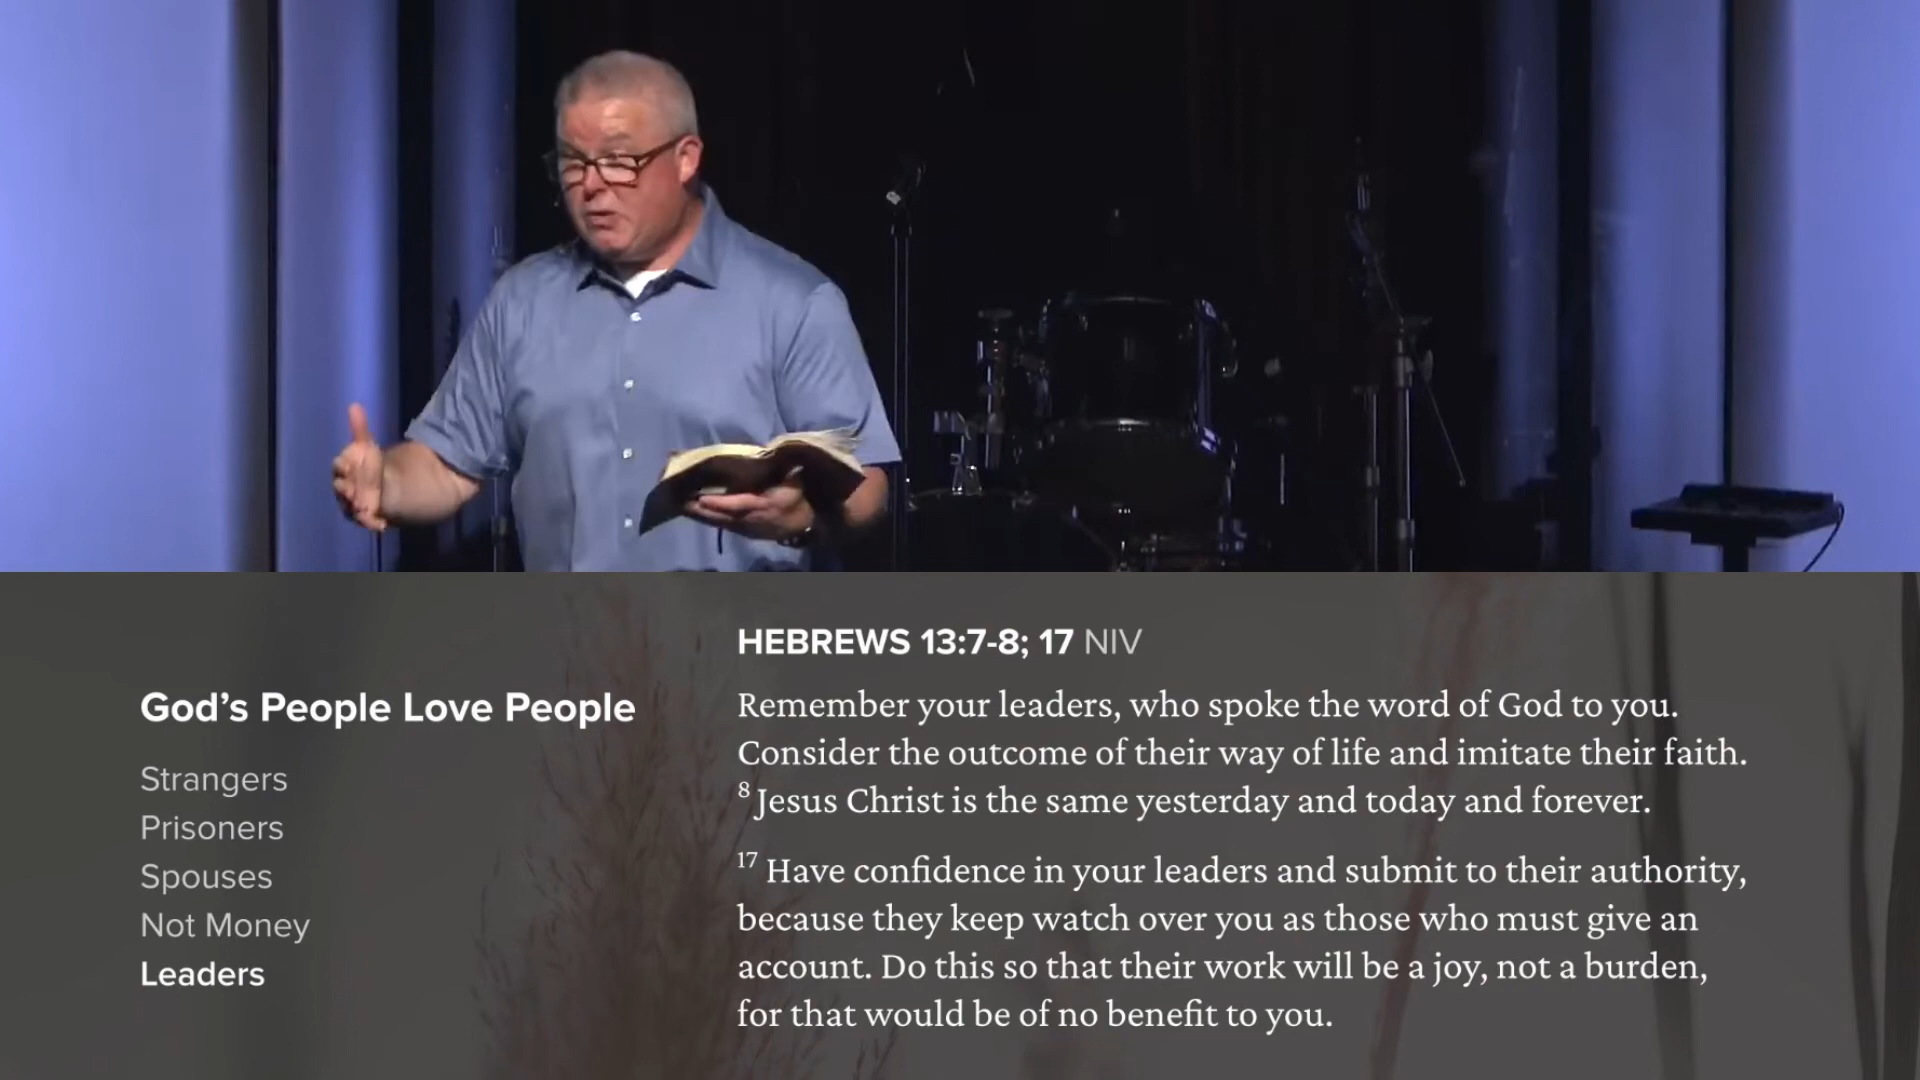 HEBREWS 13:7-8; 17 NIV
God’s People Love People
Strangers
Prisoners
Spouses
Not Money
Leaders
Remember your leaders, who spoke the word of God to you.
Consider the outcome of their way of life and imitate their faith.
8 Jesus Christ is the same yesterday and today and forever.
17 Have confidence in your leaders and submit to their authority,
because they keep watch over you as those who must give an
account. Do this so that their work will be a joy, not a burden,
for that would be of no benefit to you.